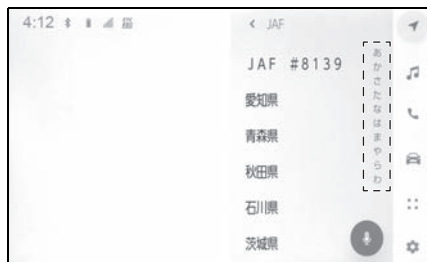 4:12
< JAF
JAF #8139
愛知県
青森県
秋田県
石川県
茨城県
あ
か
さ
た
な
は
ま
や
ら
わ